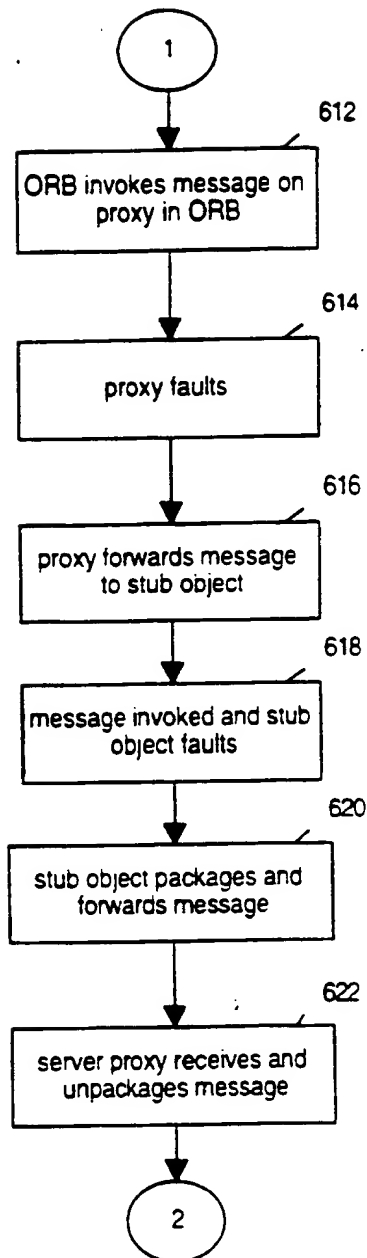 1
612
ORB invokes message on
proxy in ORB
614
proxy faults
616
proxy forwards message
to stub object
618
message invoked and stub
object faults
620
stub object packages and
forwards message
622
server proxy receives and
unpackages message
2